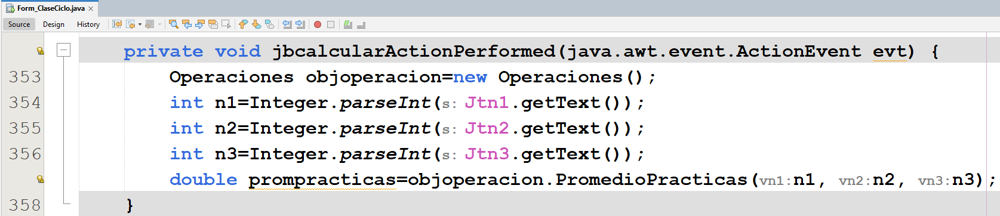 Form_ClaseCiclo.java ×
Source Design History
private void jbcalcularActionPerformed(java.awt.event.ActionEvent evt) {
353 Operaciones objoperacion=new Operaciones();
354 int n1=Integer.parseInt(s: Jtn1.getText());
355 int n2=Integer.parseInt(s: Jtn2.getText());
356 int n3=Integer.parseInt(s: Jtn3.getText());
double prompracticas=objoperacion.PromedioPracticas(vn1:n1, vn2:n2, vn3:n3);
358 }